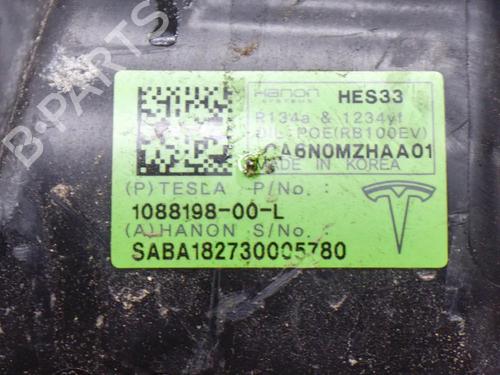 B-PARTS
Hanon
SYSTEMS
HES33
R134a & 1234yf
OIL: POE(RB100EV)
CA6N0MZHAA01
MADE IN KOREA
(P)TESLA P/No.:
1088198-00-L
(A)HANON S/No.:
SABA182730005780